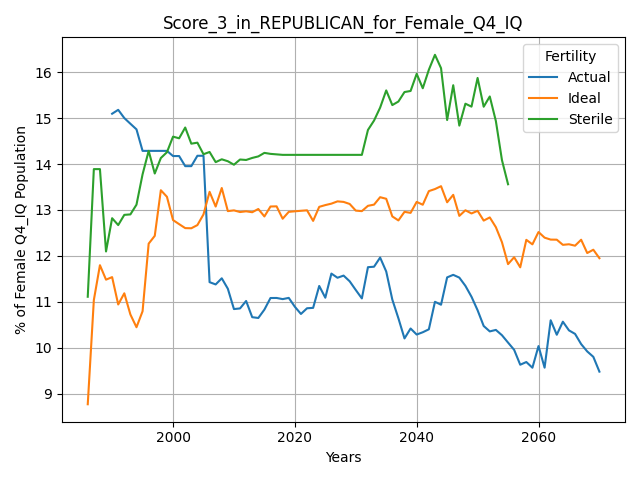 Score_3_in_REPUBLICAN_for_Female_Q4_IQ
% of Female Q4_IQ Population
16
15
14
13
12
11
10
9
Fertility
Actual
Ideal
Sterile
2000
2020
2040
2060
Years